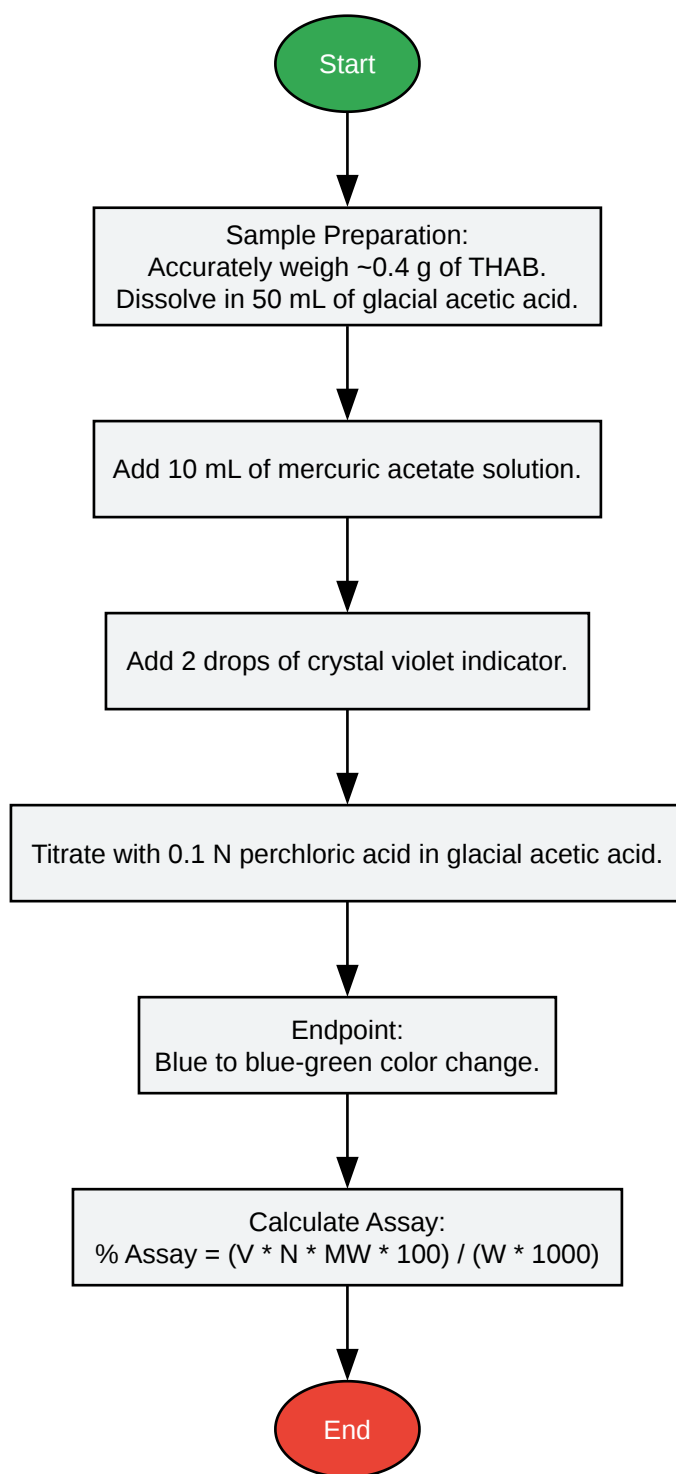 Start
Sample Preparation:
Accurately weigh ~0.4 g of THAB.
Dissolve in 50 mL of glacial acetic acid.
Add 10 mL of mercuric acetate solution.
Add 2 drops of crystal violet indicator.
Titrate with 0.1 N perchloric acid in glacial acetic acid.
Endpoint:
Blue to blue-green color change.
Calculate Assay:
% Assay = (V * N * MW * 100) / (W * 1000)
End